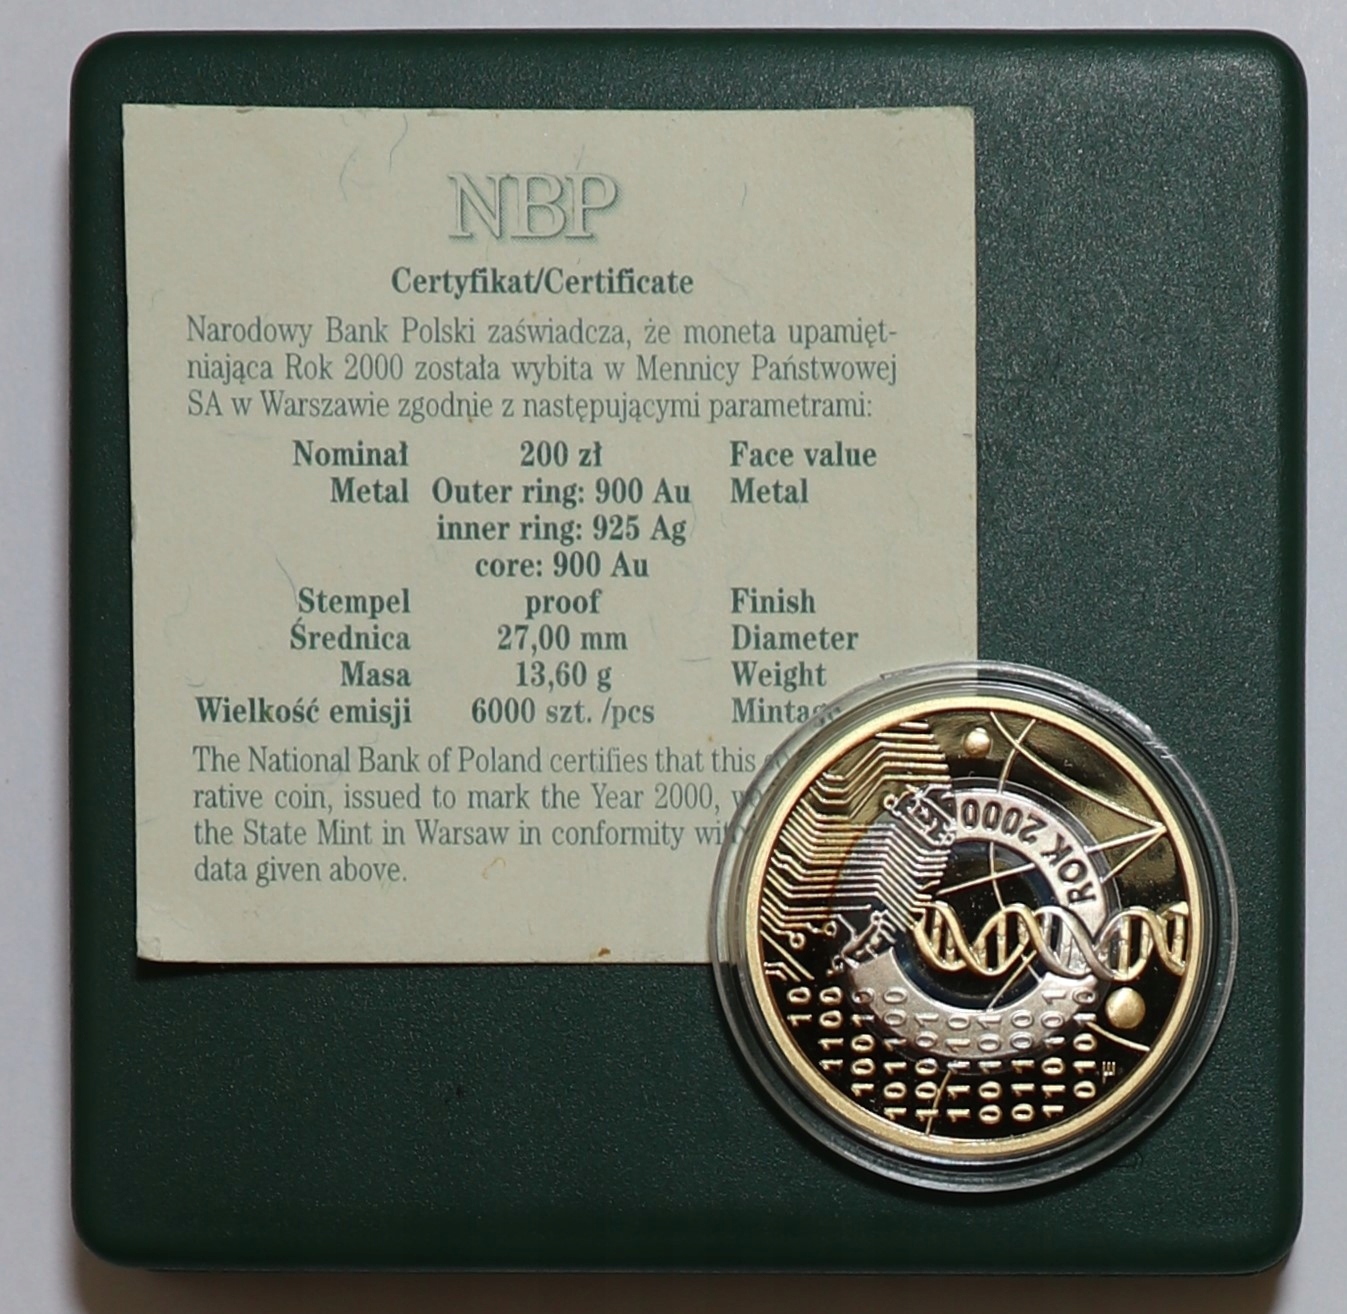 NBP
Certyfikat/Certificate
Narodowy Bank Polski zaświadcza, że moneta upamięt-
niająca Rok 2000 została wybita w Mennicy Państwowej
SA w Warszawie zgodnie z następującymi parametrami:
Nominał 200 zł Face value
Metal Outer ring: 900 Au Metal
inner ring: 925 Ag
core: 900 Au
Stempel proof Finish
Średnica 27,00 mm Diameter
Masa 13,60 g Weight
Wielkość emisji 6000 szt. /pcs Mintage
The National Bank of Poland certifies that this
rative coin, issued to mark the Year 2000,
the State Mint in Warsaw in conformity
data given above.
ROK 2000